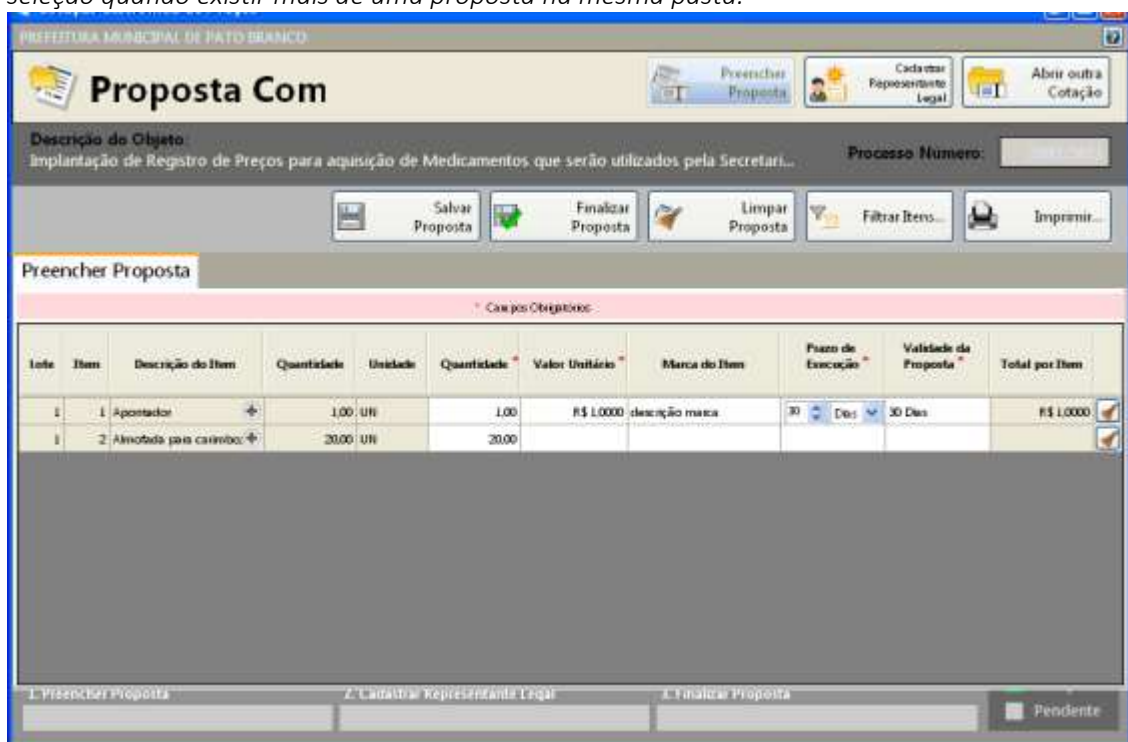 seleção quando existir mais de uma proposta na mesma pasta.
PREFEITURA MUNICIPAL DE PATO BRANCO
Proposta Com
Preencher Proposta
Cadastrar Representante Legal
Abrir outra Cotação
Descrição do Objeto:
Implantação de Registro de Preços para aquisição de Medicamentos que serão utilizados pela Secretari...
Processo Número:
Salvar Proposta
Finalizar Proposta
Limpar Proposta
Filtrar Itens...
Imprimir...
Preencher Proposta
* Campos Obrigatórios
Lote Item Descrição do Item Quantidade Unidade Quantidade * Valor Unitário * Marca do Item Prazo de Execução * Validade da Proposta * Total por Item
1 1 Apontador 1,00 UN 1,00 R$ 1,0000 descrição marca 30 Dias 30 Dias R$ 1,0000
1 2 Almofada para carimbo: 20,00 UN 20,00
1. Preencher Proposta
2. Cadastrar Representante Legal
3. Finalizar Proposta
Pendente